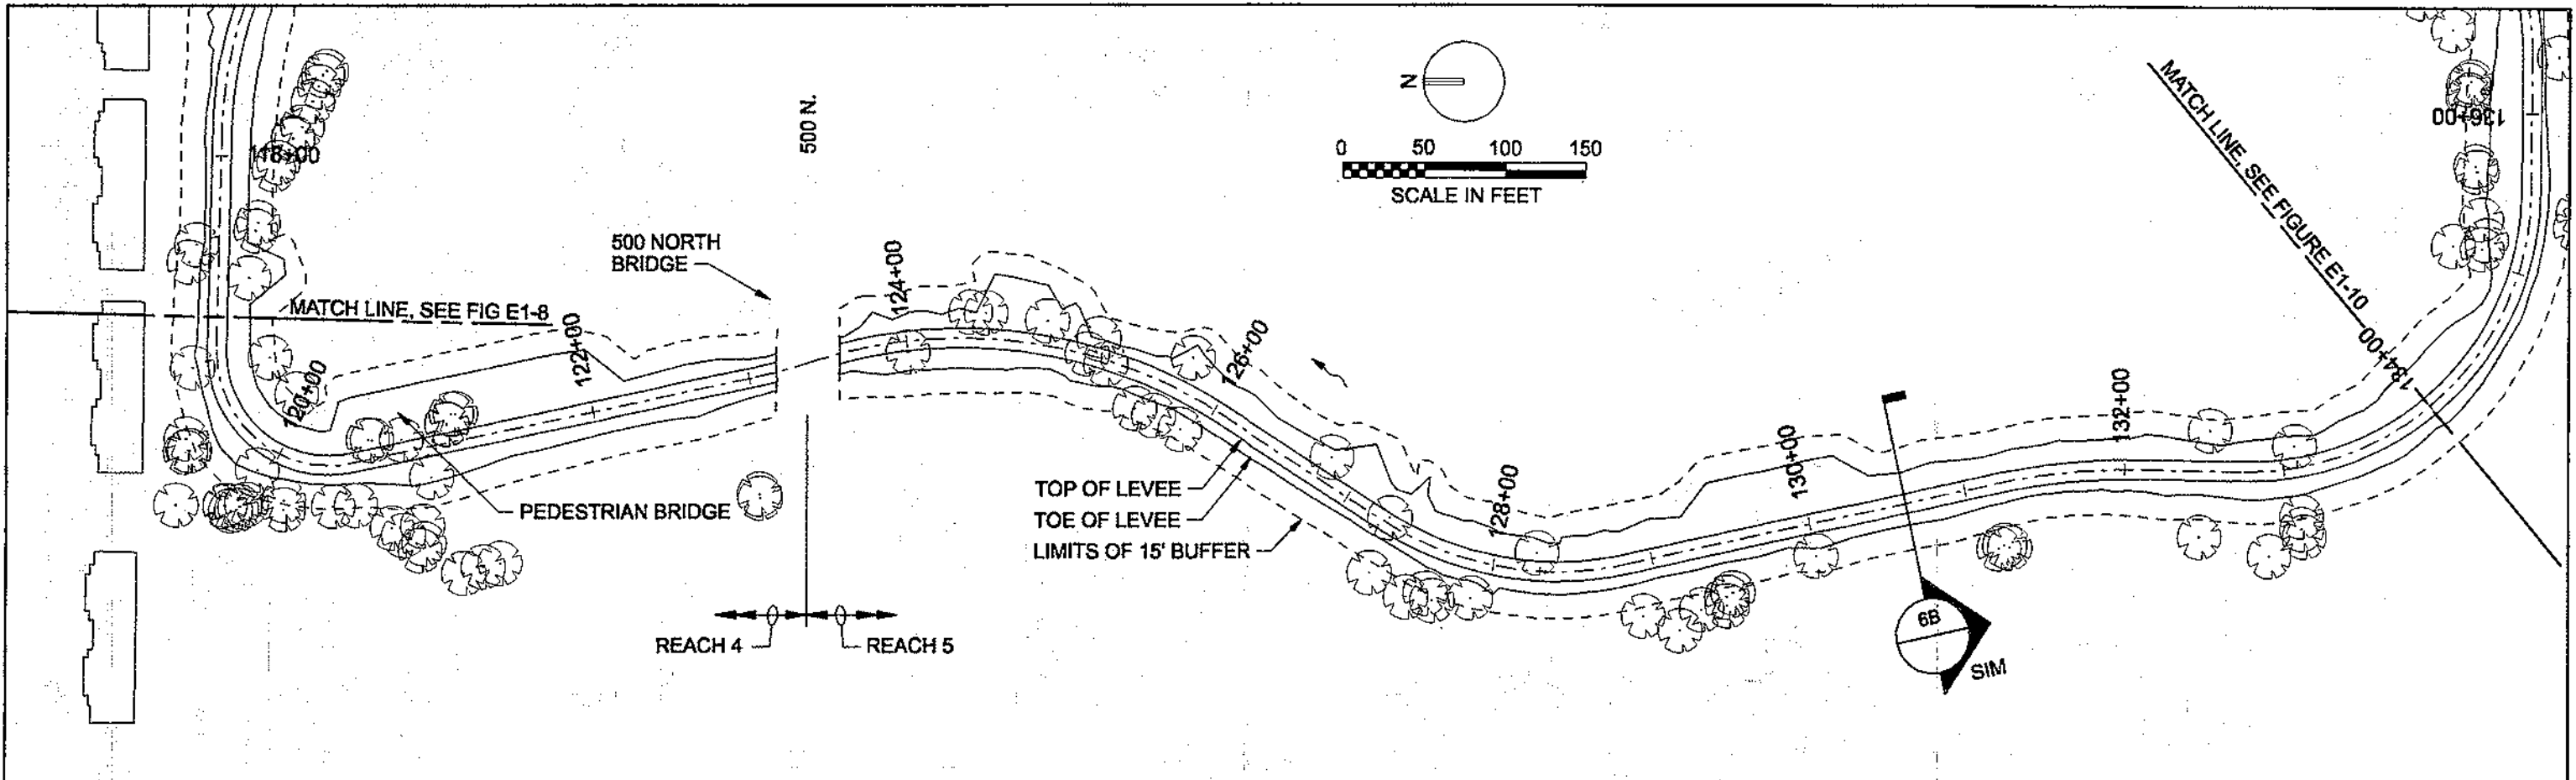 N
0 50 100 150
SCALE IN FEET
500 N.
MATCH LINE, SEE FIGURE E1-10
136+00
118+00
500 NORTH
BRIDGE
124+00
MATCH LINE, SEE FIG E1-8
122+00
120+00
126+00
134+00
132+00
130+00
128+00
PEDESTRIAN BRIDGE
TOP OF LEVEE
TOE OF LEVEE
LIMITS OF 15' BUFFER
REACH 4
REACH 5
6B
SIM